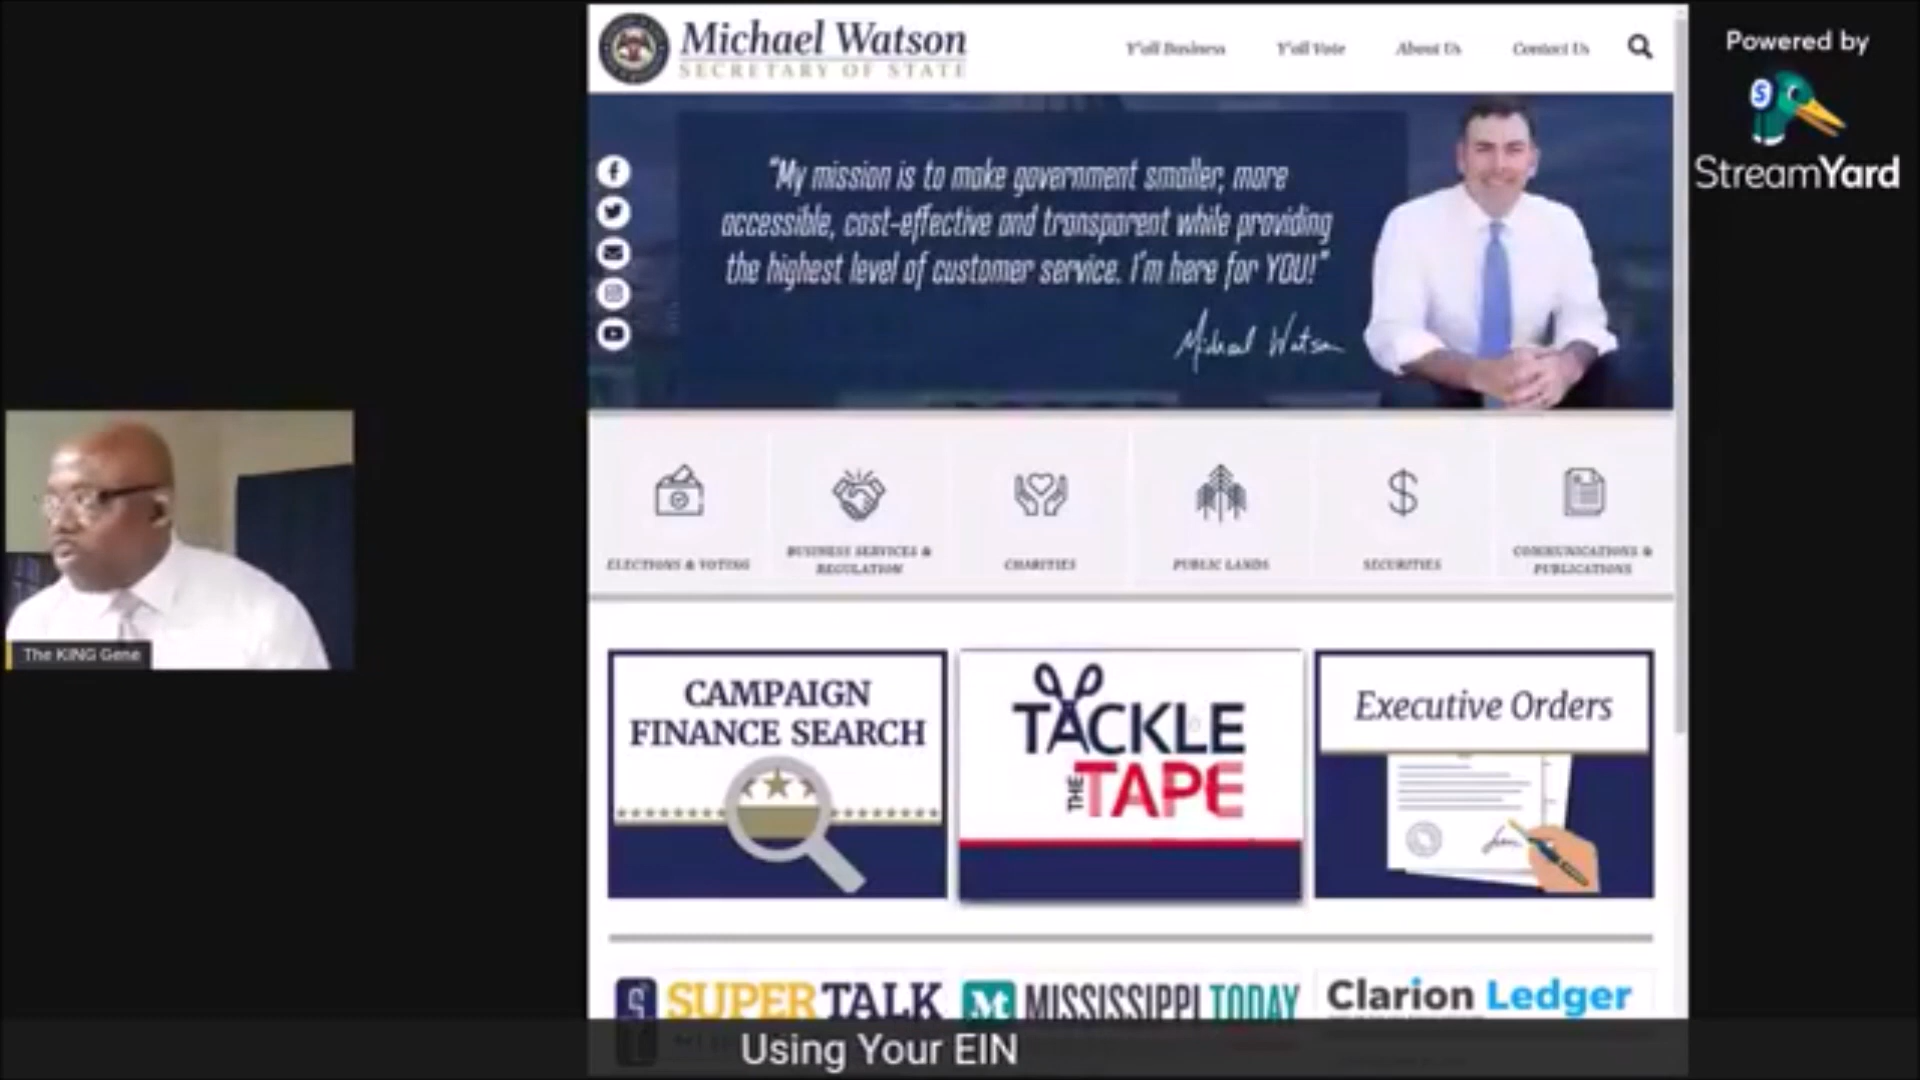 Michael Watson
SECRETARY OF STATE
Y'all Business
Y'all Vote
About Us
Contact Us
Powered by
StreamYard
"My mission is to make government smaller, more
accessible, cost-effective and transparent while providing
the highest level of customer service. I'm here for YOU!"
Michael Watson
ELECTIONS & VOTING
BUSINESS SERVICES &
REGULATION
CHARITIES
PUBLIC LANDS
SECURITIES
COMMUNICATIONS &
PUBLICATIONS
The KING Gene
CAMPAIGN
FINANCE SEARCH
TACKLE
THE TAPE
Executive Orders
SUPERTALK
Mt MISSISSIPPI TODAY
Clarion Ledger
Using Your EIN